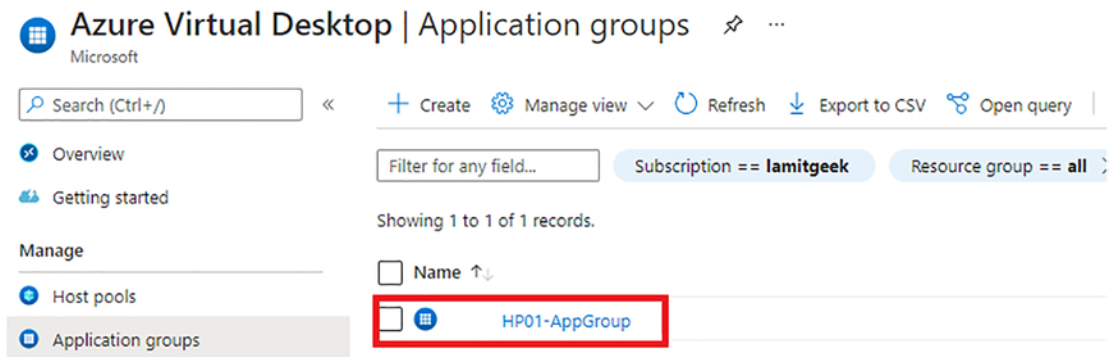 Azure Virtual Desktop | Application groups ...
Microsoft
Search (Ctrl+/) «
Overview
Getting started
Manage
Host pools
Application groups
+ Create Manage view Refresh Export to CSV Open query
Filter for any field... Subscription == Iamitgeek Resource group == all
Showing 1 to 1 of 1 records.
Name ↑↓
HP01-AppGroup